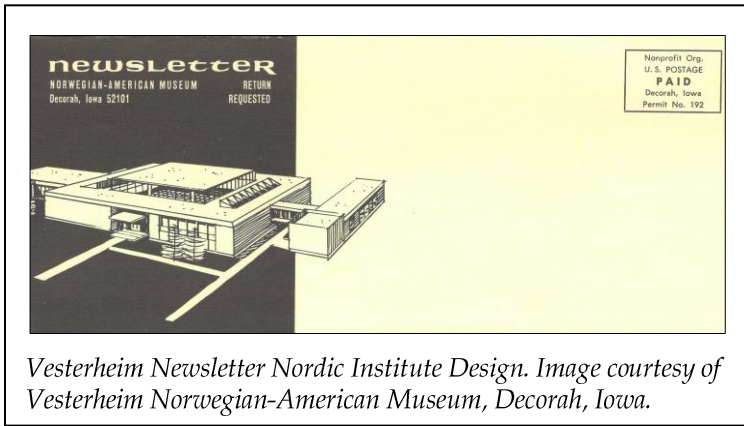 newsletter
NORWEGIAN-AMERICAN MUSEUM RETURN
Decorah, Iowa 52101 REQUESTED
Nonprofit Org.
U. S. POSTAGE
PAID
Decorah, Iowa
Permit No. 192
Vesterheim Newsletter Nordic Institute Design. Image courtesy of
Vesterheim Norwegian-American Museum, Decorah, Iowa.